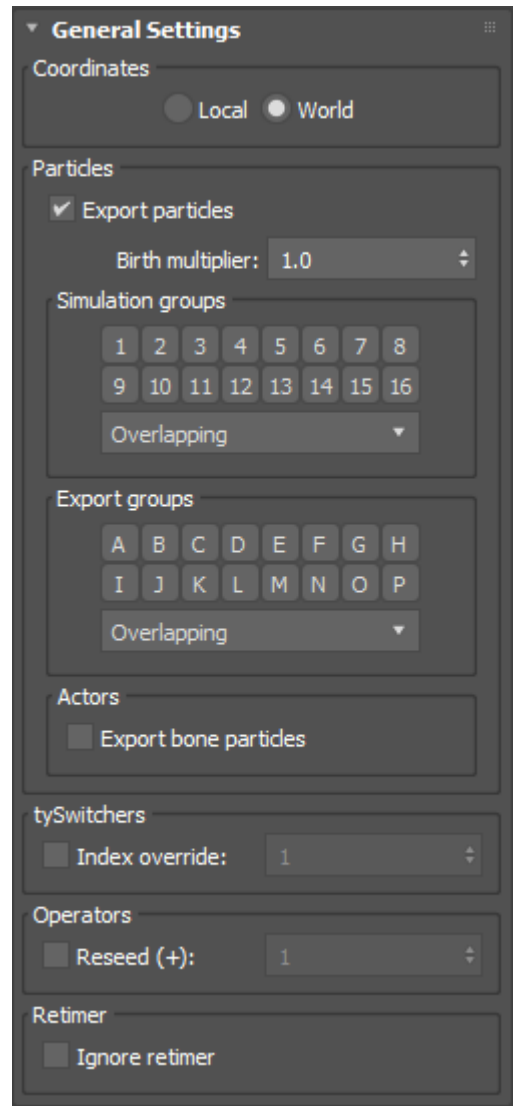 General Settings
Coordinates
Local World
Particles
Export particles
Birth multiplier: 1.0
Simulation groups
1 2 3 4 5 6 7 8
9 10 11 12 13 14 15 16
Overlapping
Export groups
A B C D E F G H
I J K L M N O P
Overlapping
Actors
Export bone particles
tySwitchers
Index override: 1
Operators
Reseed (+): 1
Retimer
Ignore retimer